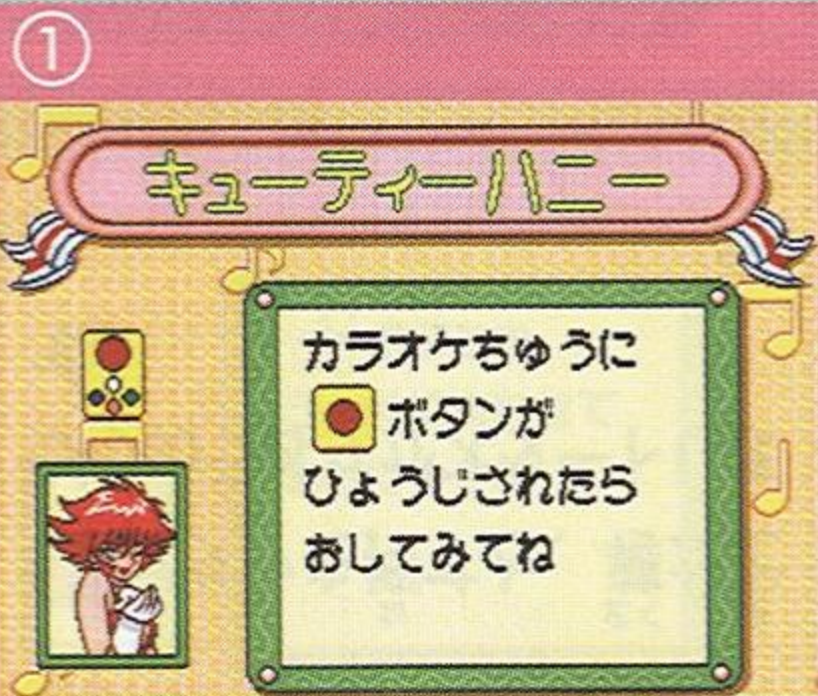 ①
キューティーハニー
カラオケちゅうに
ボタンが
ひょうじされたら
おしてみてね